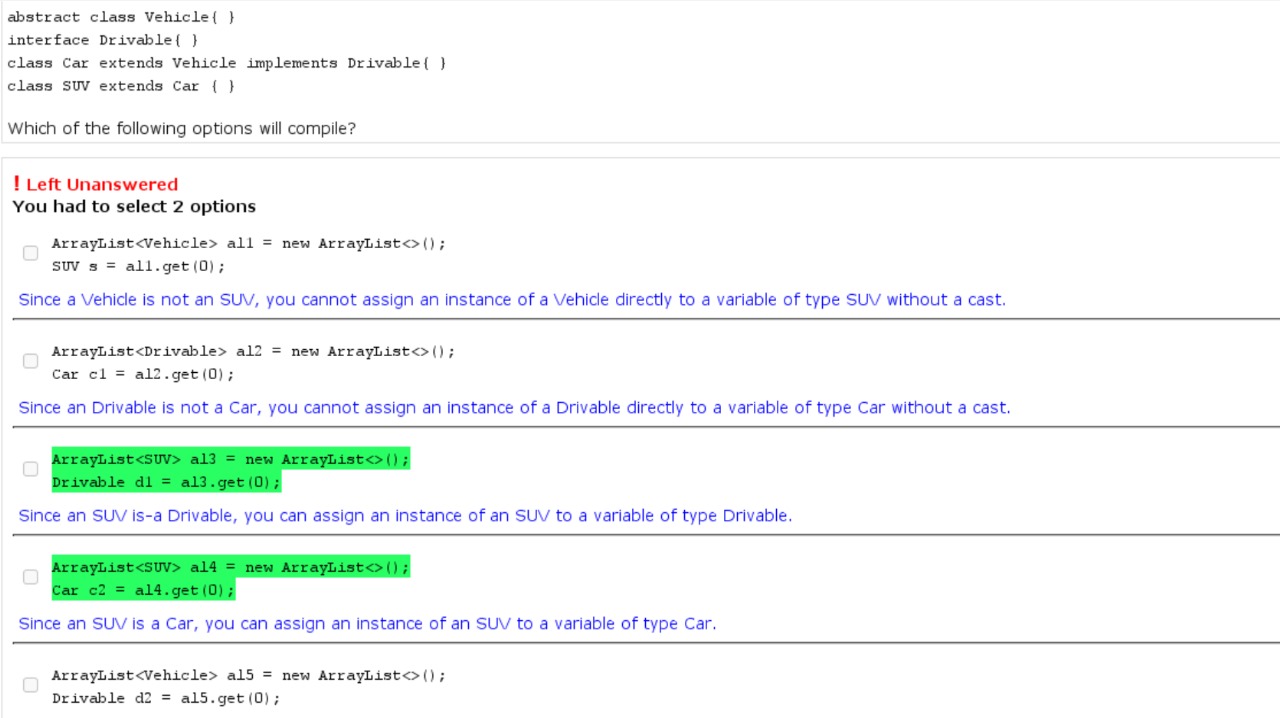 abstract class Vehicle{ }
interface Drivable{ }
class Car extends Vehicle implements Drivable{ }
class SUV extends Car { }
Which of the following options will compile?
! Left Unanswered
You had to select 2 options
ArrayList<Vehicle> al1 = new ArrayList<>();
SUV s = al1.get(0);
Since a Vehicle is not an SUV, you cannot assign an instance of a Vehicle directly to a variable of type SUV without a cast.
ArrayList<Drivable> al2 = new ArrayList<>();
Car c1 = al2.get(0);
Since an Drivable is not a Car, you cannot assign an instance of a Drivable directly to a variable of type Car without a cast.
ArrayList<SUV> al3 = new ArrayList<>();
Drivable d1 = al3.get(0);
Since an SUV is-a Drivable, you can assign an instance of an SUV to a variable of type Drivable.
ArrayList<SUV> al4 = new ArrayList<>();
Car c2 = al4.get(0);
Since an SUV is a Car, you can assign an instance of an SUV to a variable of type Car.
ArrayList<Vehicle> al5 = new ArrayList<>();
Drivable d2 = al5.get(0);